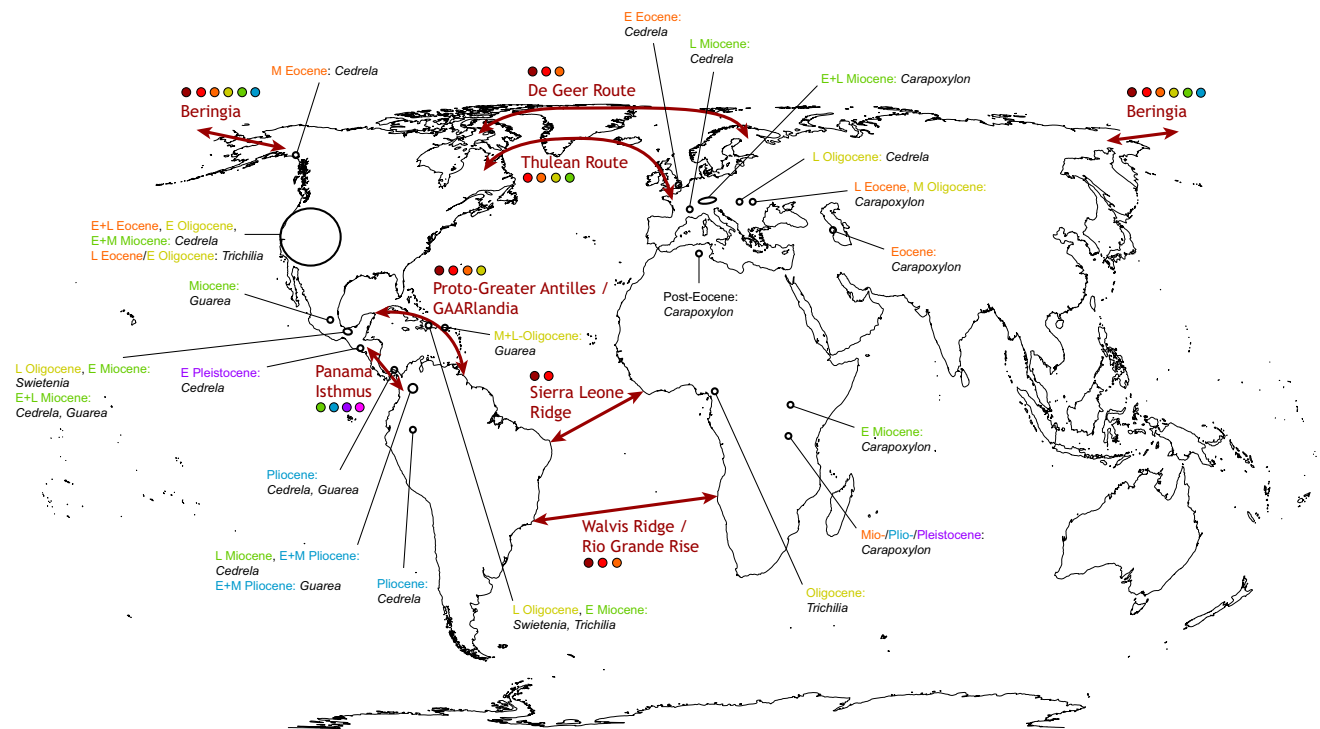 E Eocene:
Cedrela
L Miocene:
Cedrela
M Eocene: Cedrela
De Geer Route
E+L Miocene: Carapoxylon
Beringia
Beringia
Thulean Route
L Oligocene: Cedrela
L Eocene, M Oligocene:
Carapoxylon
E+L Eocene, E Oligocene,
E+M Miocene: Cedrela
L Eocene/E Oligocene: Trichilia
Eocene:
Carapoxylon
Miocene:
Guarea
Proto-Greater Antilles /
GAARlandia
Post-Eocene:
Carapoxylon
M+L-Oligocene:
Guarea
L Oligocene, E Miocene:
Swietenia
E+L Miocene:
Cedrela, Guarea
E Pleistocene:
Cedrela
Panama
Isthmus
Sierra Leone
Ridge
E Miocene:
Carapoxylon
Pliocene:
Cedrela, Guarea
Walvis Ridge /
Rio Grande Rise
Mio-/Plio-/Pleistocene:
Carapoxylon
L Miocene, E+M Pliocene:
Cedrela
E+M Pliocene: Guarea
Pliocene:
Cedrela
L Oligocene, E Miocene:
Swietenia, Trichilia
Oligocene:
Trichilia